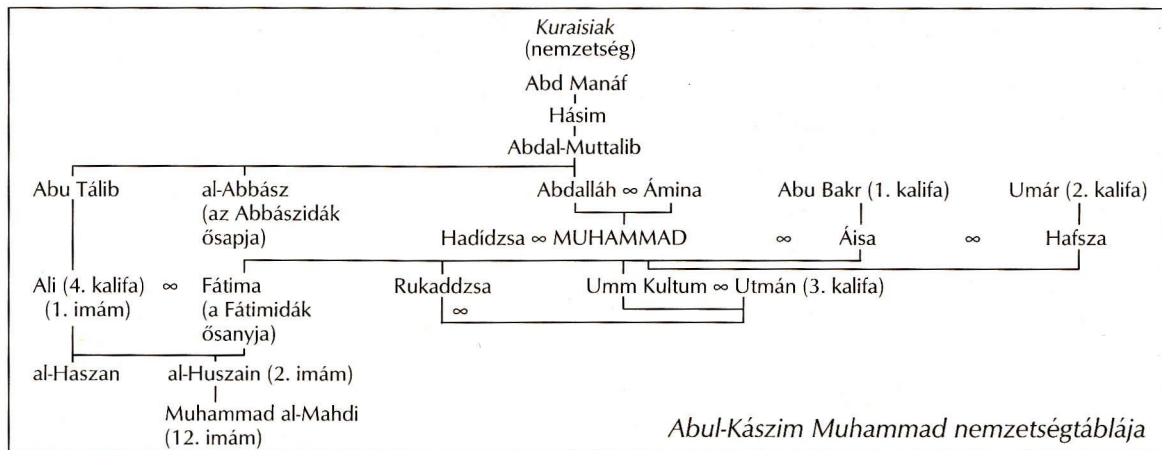 Kuraisiak
(nemzetség)
Abd Manáf
Hásim
Abdal-Muttalib
Abu Tálib al-Abbász Abdalláh ∞ Ámina Abu Bakr (1. kalifa) Umár (2. kalifa)
(az Abbászidák
ősapja)
Hadídzsa ∞ MUHAMMAD ∞ Áisa ∞ Hafsza
Ali (4. kalifa) ∞ Fátima Rukaddzsa Umm Kultum ∞ Utmán (3. kalifa)
(1. imám) (a Fátimidák ∞
ősanyja)
al-Haszan al-Huszain (2. imám)
Muhammad al-Mahdi
(12. imám)
Abul-Kászim Muhammad nemzetségtáblája